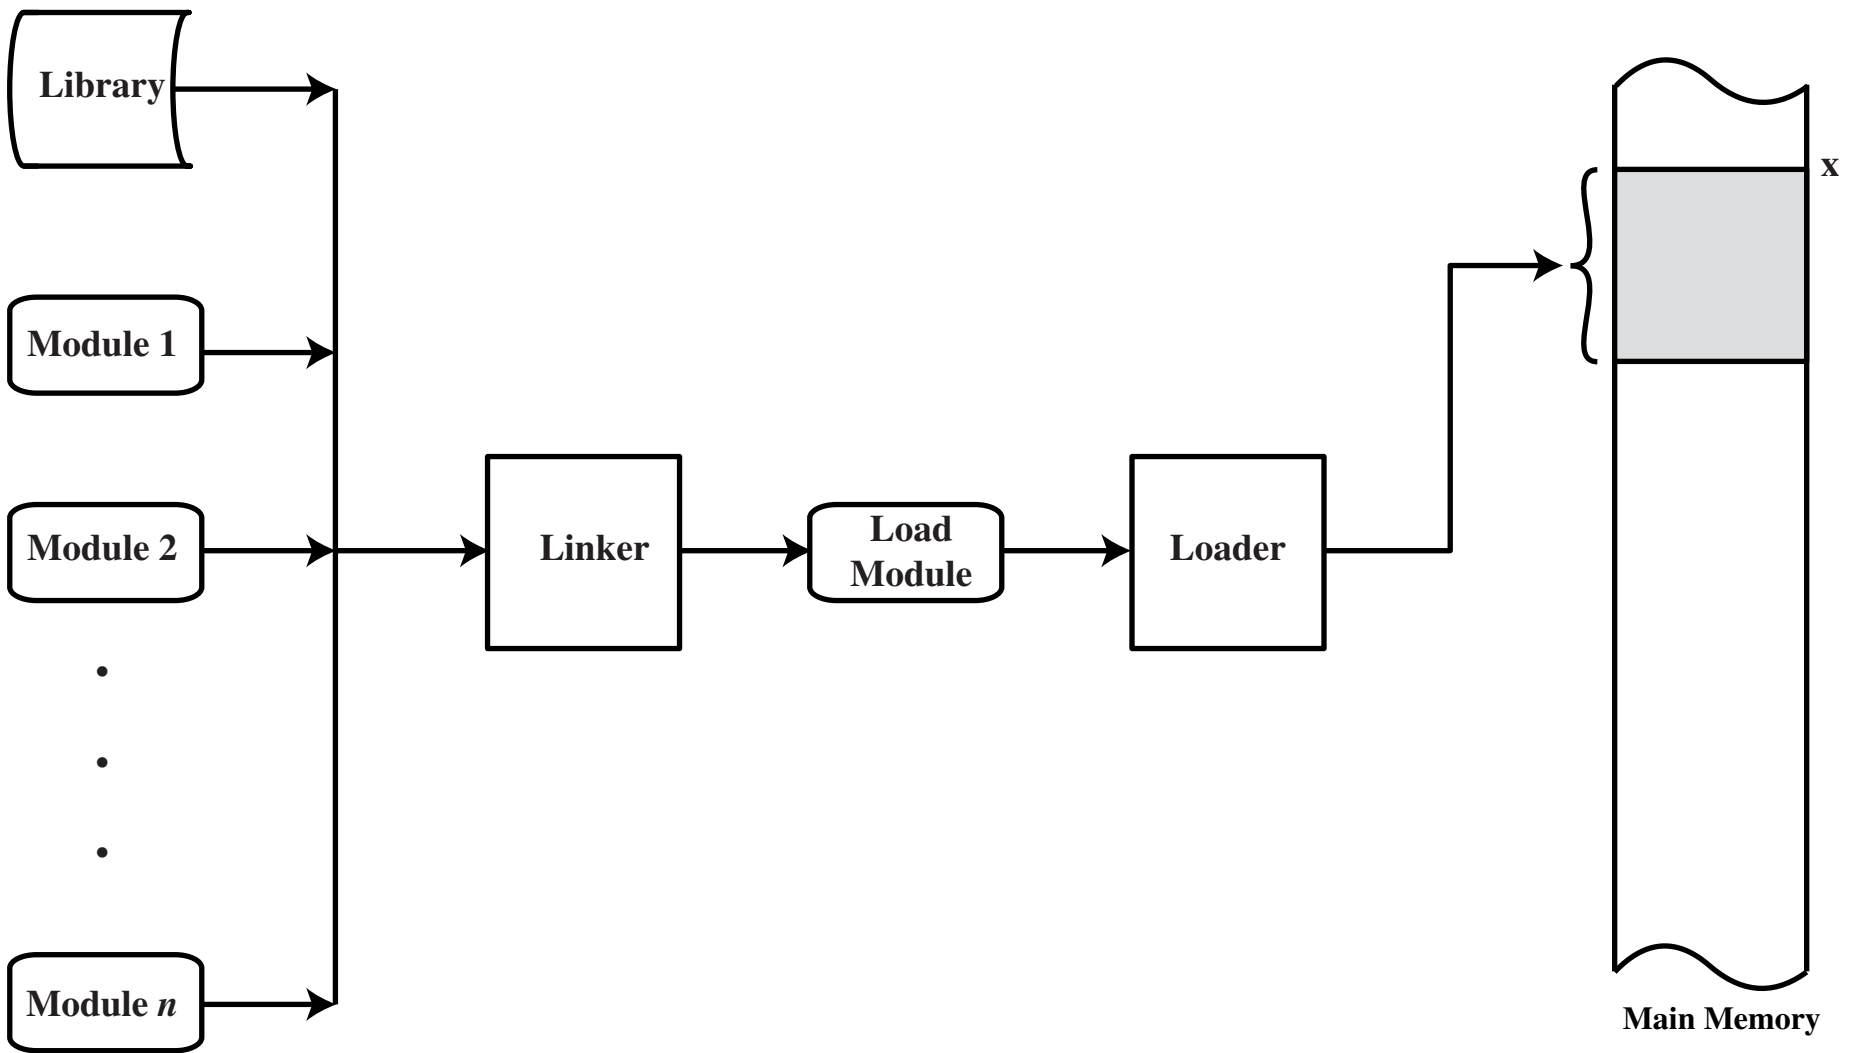 Library
x
Module 1
Module 2
Linker
Load
Module
Loader
Module n
Main Memory